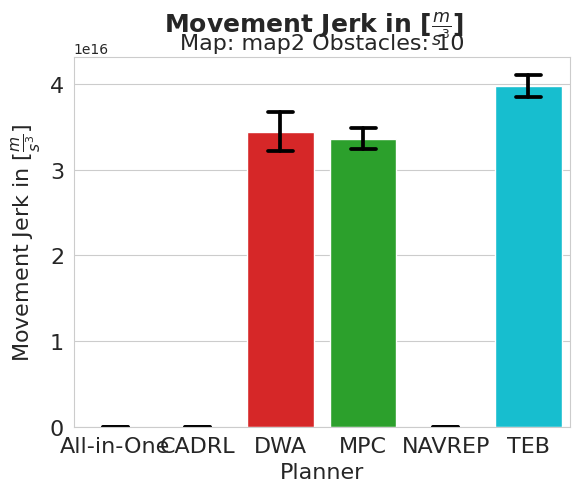 Movement Jerk in [m/s³]
Map: map2 Obstacles: 10
1e16
Movement Jerk in [m/s³]
4
3
2
1
0
All-in-One CADRL DWA MPC NAVREP TEB
Planner